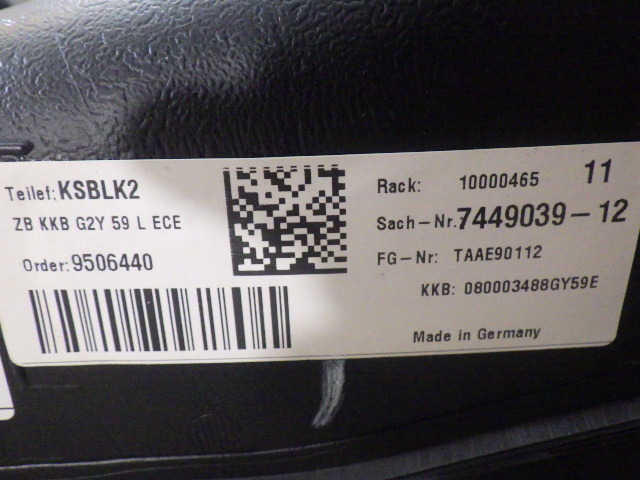 Teilef: KSBLK2
ZB KKB G2Y 59 L ECE
Order: 9506440
Rack: 10000465 11
Sach-Nr. 7449039-12
FG-Nr: TAAE90112
KKB: 080003488GY59E
Made in Germany